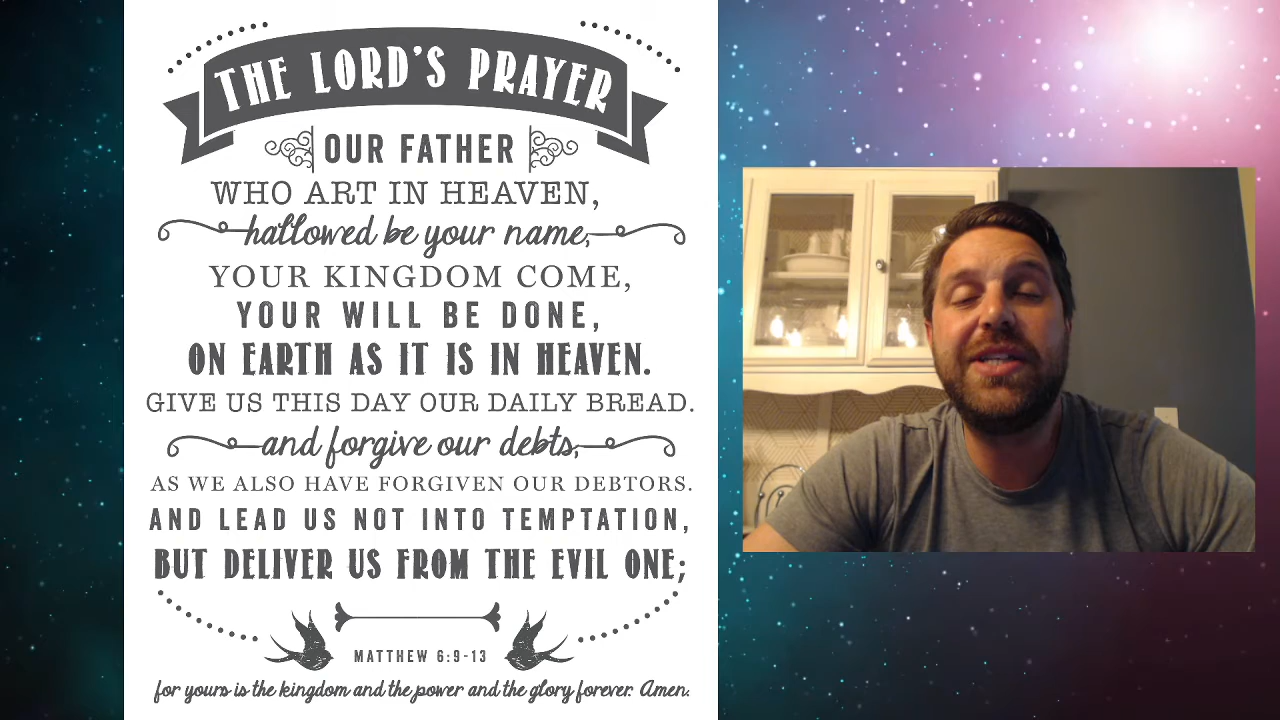 THE LORD'S PRAYER
OUR FATHER
WHO ART IN HEAVEN,
hallowed be your name,
YOUR KINGDOM COME,
YOUR WILL BE DONE,
ON EARTH AS IT IS IN HEAVEN.
GIVE US THIS DAY OUR DAILY BREAD.
and forgive our debts,
AS WE ALSO HAVE FORGIVEN OUR DEBTORS.
AND LEAD US NOT INTO TEMPTATION,
BUT DELIVER US FROM THE EVIL ONE;
MATTHEW 6:9-13
for yours is the kingdom and the power and the glory forever. Amen.